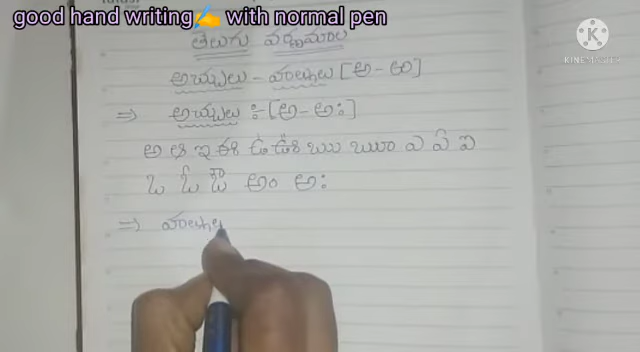 good hand writing✍️ with normal pen
KINEMASTER
తెలుగు వర్ణమాల
అచ్చులు - హల్లులు [అ - ఱ]
⇒ అచ్చులు ÷ [అ - అః]
అ ఆ ఇ ఈ ఉ ఊ ఋ ౠ ఎ ఏ ఐ
ఒ ఓ ఔ అం అః
⇒ హల్లుల